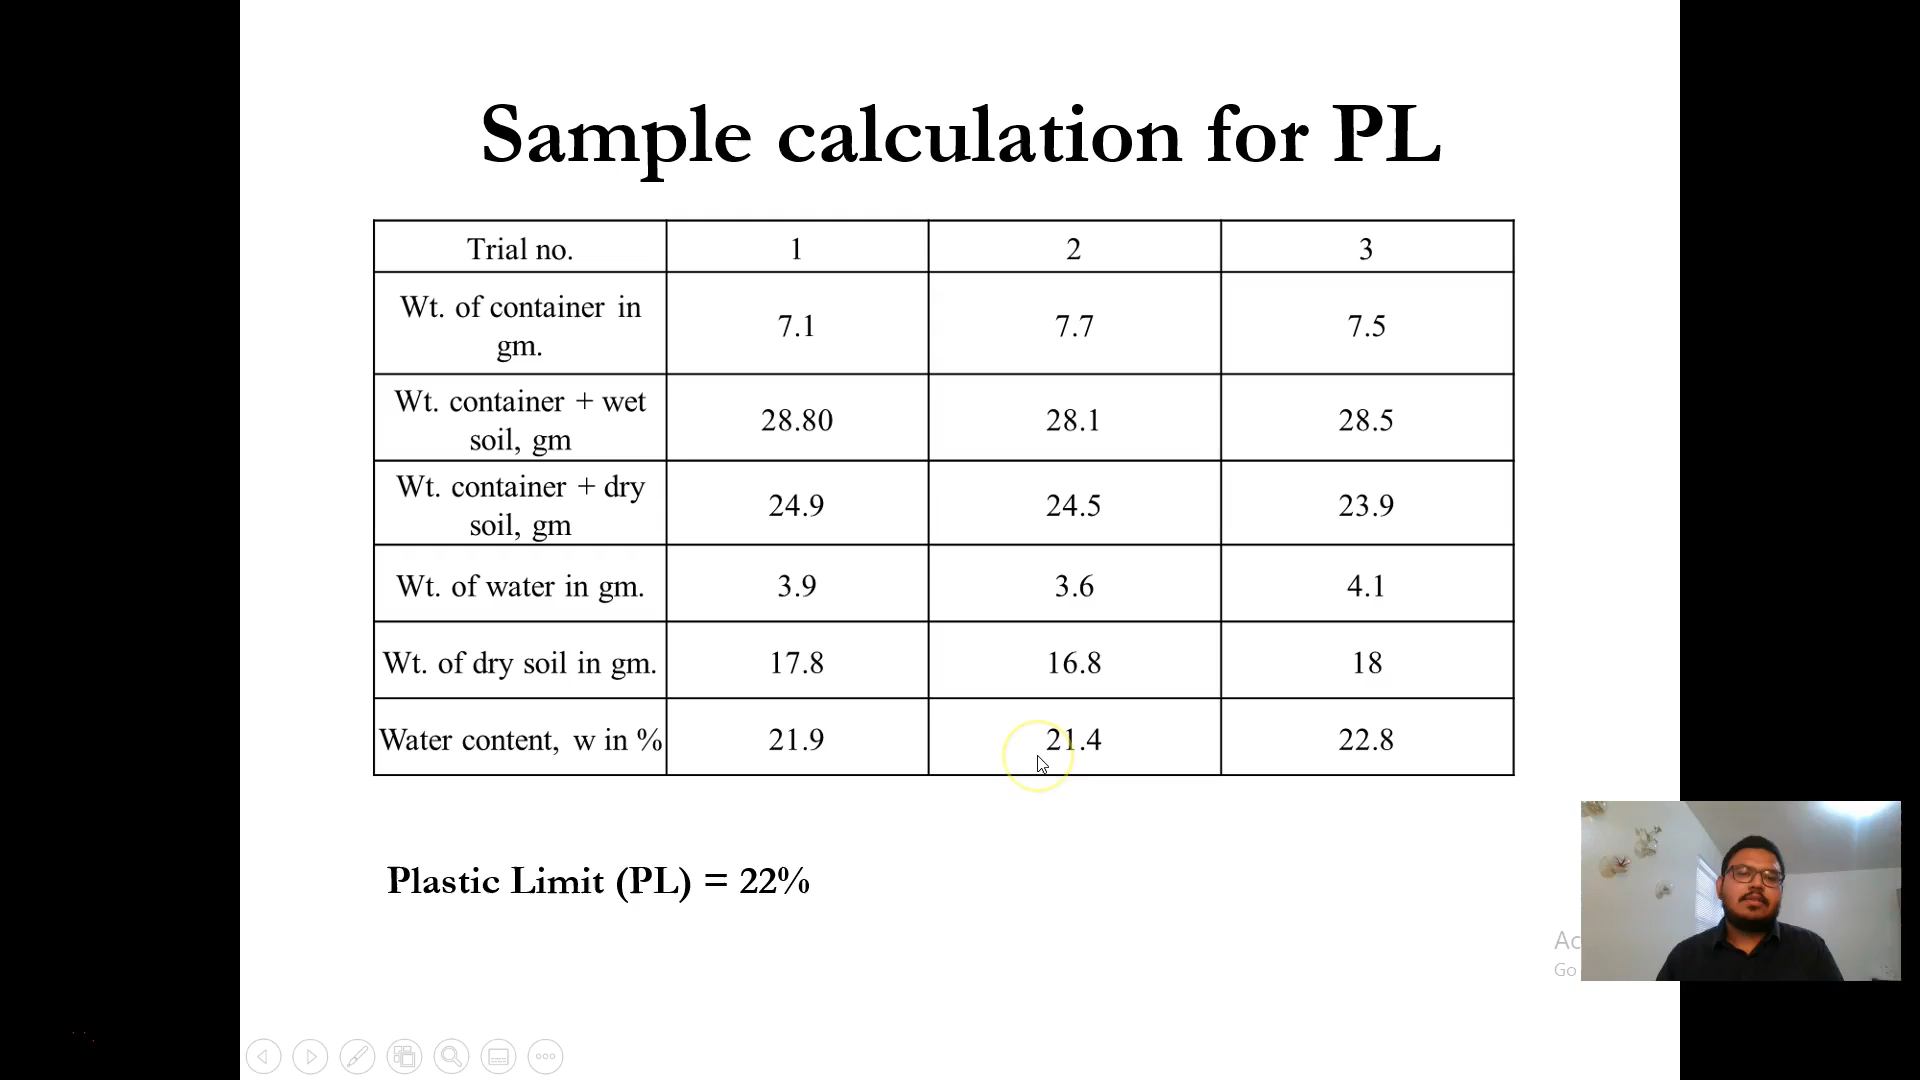 Sample calculation for PL
Trial no. 1 2 3
Wt. of container in
gm. 7.1 7.7 7.5
Wt. container + wet
soil, gm 28.80 28.1 28.5
Wt. container + dry
soil, gm 24.9 24.5 23.9
Wt. of water in gm. 3.9 3.6 4.1
Wt. of dry soil in gm. 17.8 16.8 18
Water content, w in % 21.9 21.4 22.8
Plastic Limit (PL) = 22%
Ac
Go